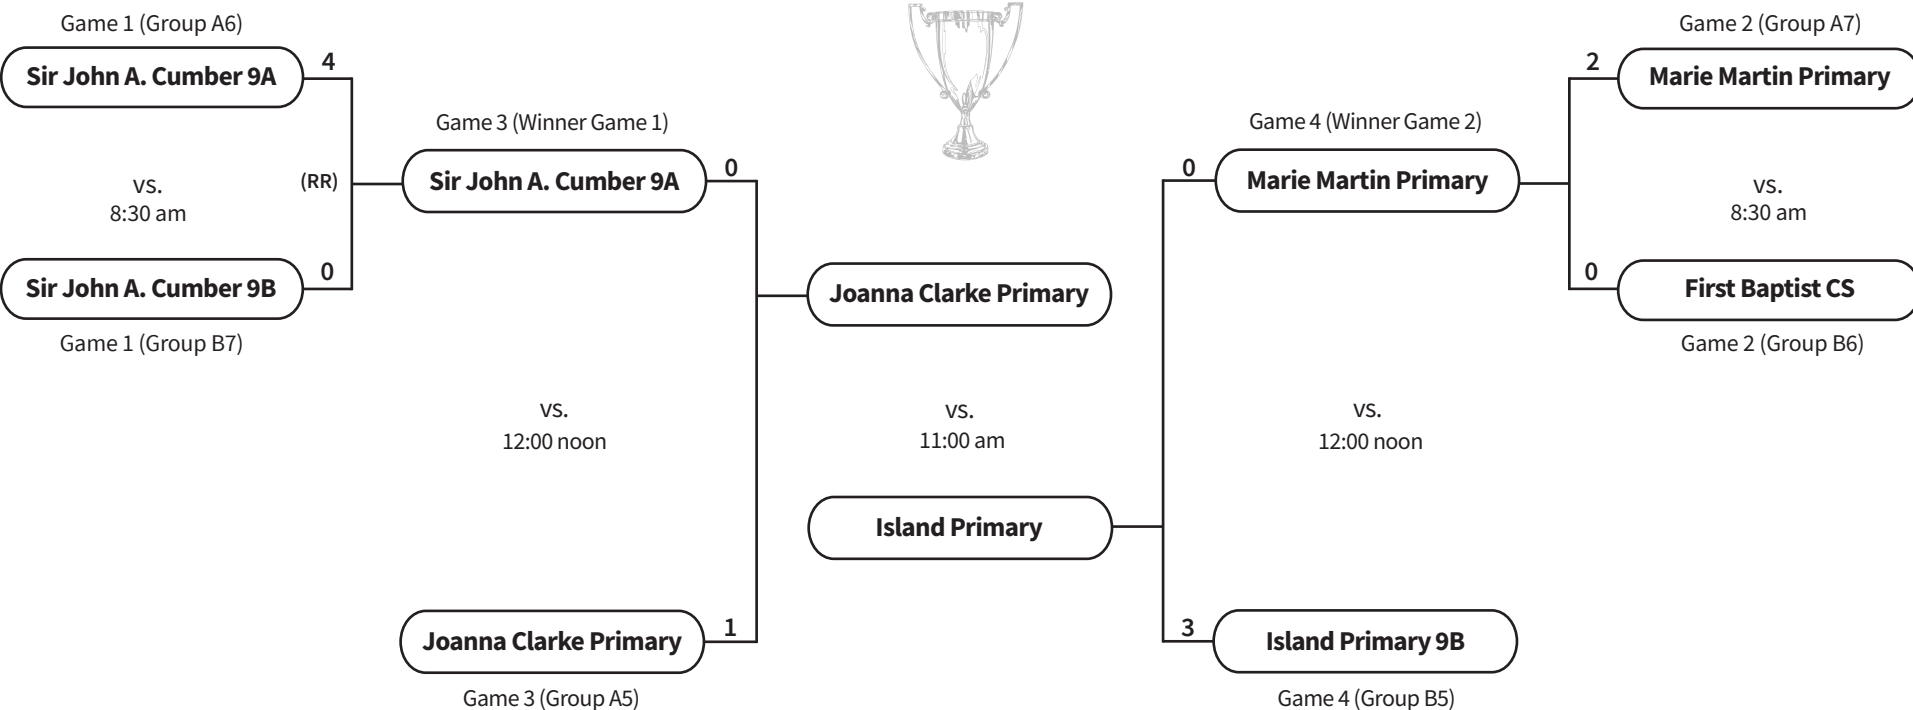 Game 1 (Group A6)
Sir John A. Cumber 9A
4
vs.
8:30 am
(RR)
Sir John A. Cumber 9B
0
Game 1 (Group B7)
Game 3 (Winner Game 1)
Sir John A. Cumber 9A
0
vs.
12:00 noon
Joanna Clarke Primary
1
Game 3 (Group A5)
Joanna Clarke Primary
vs.
11:00 am
Island Primary
Game 4 (Winner Game 2)
0
Marie Martin Primary
vs.
12:00 noon
3
Island Primary 9B
Game 4 (Group B5)
Game 2 (Group A7)
2
Marie Martin Primary
vs.
8:30 am
0
First Baptist CS
Game 2 (Group B6)